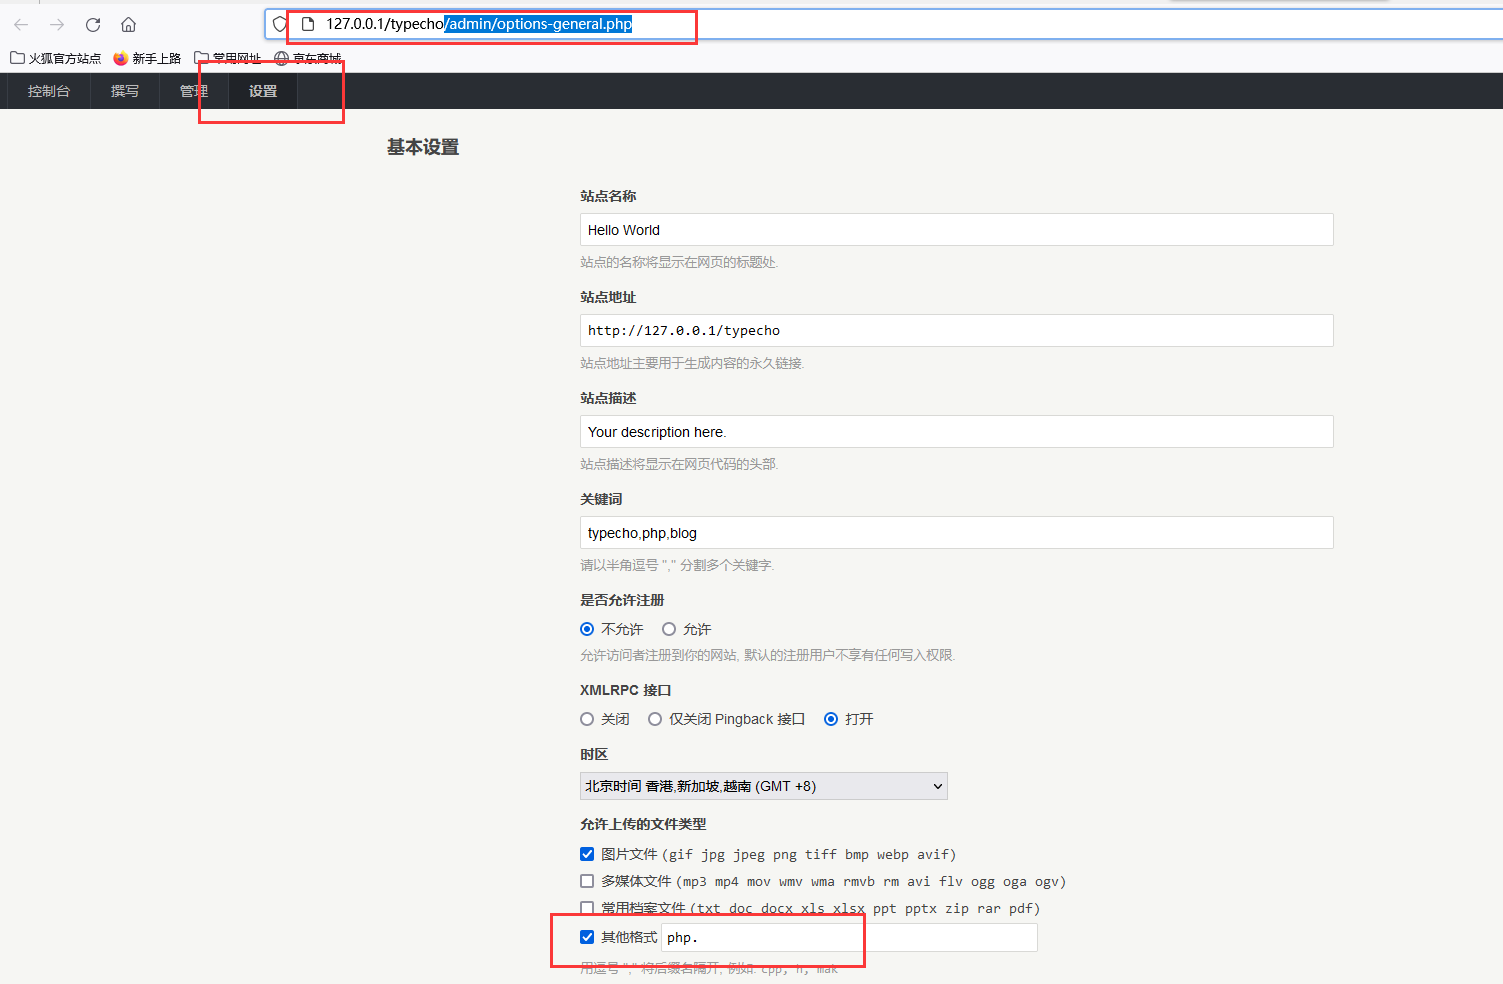 127.0.0.1/typecho/admin/options-general.php
火狐官方站点 新手上路 常用网址 京东商城
控制台 撰写 管理 设置
基本设置
站点名称
Hello World
站点的名称将显示在网页的标题处.
站点地址
http://127.0.0.1/typecho
站点地址主要用于生成内容的永久链接.
站点描述
Your description here.
站点描述将显示在网页代码的头部.
关键词
typecho,php,blog
请以半角逗号 "," 分割多个关键字.
是否允许注册
不允许 允许
允许访问者注册到你的网站, 默认的注册用户不享有任何写入权限.
XMLRPC 接口
关闭 仅关闭 Pingback 接口 打开
时区
北京时间 香港,新加坡,越南 (GMT +8)
允许上传的文件类型
图片文件 (gif jpg jpeg png tiff bmp webp avif)
多媒体文件 (mp3 mp4 mov wmv wma rmvb rm avi flv ogg oga ogv)
常用档案文件 (txt doc docx xls xlsx ppt pptx zip rar pdf)
其他格式 php.
用逗号 "," 将后缀名隔开, 例如: cpp, h, mak